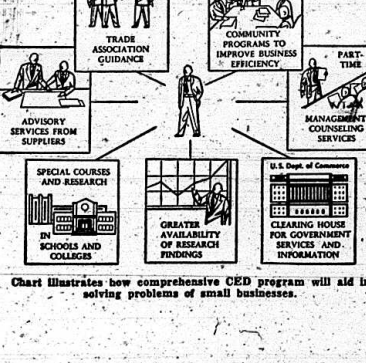 TRADE
ASSOCIATION
GUIDANCE
COMMUNITY
PROGRAMS TO
IMPROVE BUSINESS
EFFICIENCY
PART-
TIME
MANAGEMENT
COUNSELING
SERVICES
ADVISORY
SERVICES FROM
SUPPLIERS
SPECIAL COURSES
AND RESEARCH
IN
SCHOOLS AND
COLLEGES
GREATER
AVAILABILITY
OF RESEARCH
FINDINGS
U. S. Dept. of Commerce
CLEARING HOUSE
FOR GOVERNMENT
SERVICES AND
INFORMATION
Chart illustrates how comprehensive CED program will aid in
solving problems of small businesses.